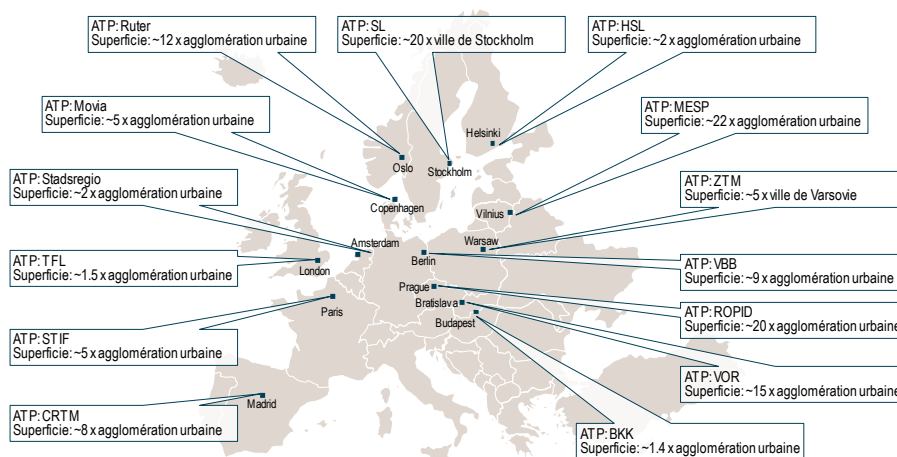 ATP: Ruter
Superficie: ~12 x agglomération urbaine
ATP: SL
Superficie: ~20 x ville de Stockholm
ATP: HSL
Superficie: ~2 x agglomération urbaine
ATP: Movia
Superficie: ~5 x agglomération urbaine
ATP: MESP
Superficie: ~22 x agglomération urbaine
Helsinki
Oslo
Stockholm
ATP: Stadsregio
Superficie: ~2 x agglomération urbaine
ATP: ZTM
Superficie: ~5 x ville de Varsovie
Copenhagen
Vilnius
Amsterdam
Warsaw
ATP: TFL
Superficie: ~1.5 x agglomération urbaine
London
Berlin
ATP: VBB
Superficie: ~9 x agglomération urbaine
Prague
Bratislava
Paris
Budapest
ATP: ROPID
Superficie: ~20 x agglomération urbaine
ATP: STIF
Superficie: ~5 x agglomération urbaine
ATP: VOR
Superficie: ~15 x agglomération urbaine
Madrid
ATP: CRTM
Superficie: ~8 x agglomération urbaine
ATP: BKK
Superficie: ~1.4 x agglomération urbaine